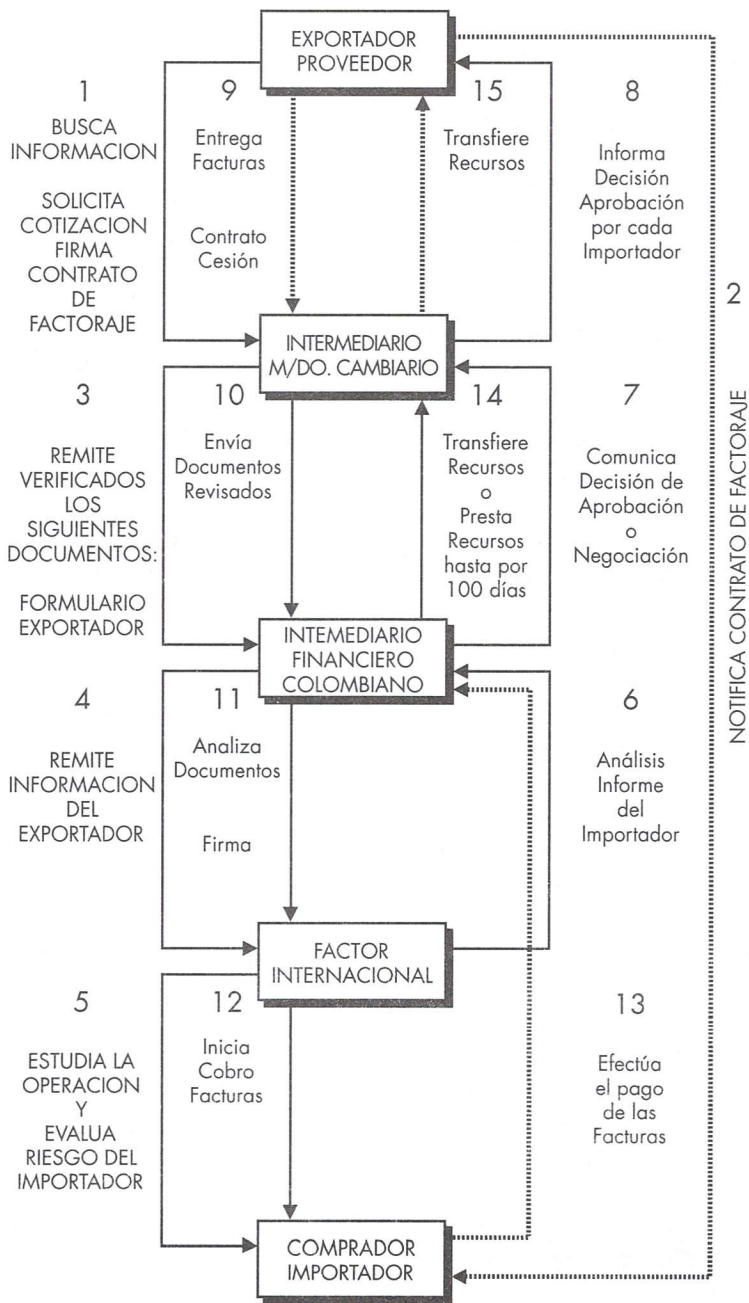 EXPORTADOR
PROVEEDOR
1
BUSCA
INFORMACION
SOLICITA
COTIZACION
FIRMA
CONTRATO
DE
FACTORAJE
9
Entrega
Facturas
Contrato
Cesión
15
Transfiere
Recursos
8
Informa
Decisión
Aprobación
por cada
Importador
2
NOTIFICA CONTRATO DE FACTORAJE
INTERMEDIARIO
M/DO. CAMBIARIO
3
REMITE
VERIFICADOS
LOS
SIGUIENTES
DOCUMENTOS:
FORMULARIO
EXPORTADOR
10
Envía
Documentos
Revisados
14
Transfiere
Recursos
o
Presta
Recursos
hasta por
100 días
7
Comunica
Decisión de
Aprobación
o
Negociación
INTEMEDIARIO
FINANCIERO
COLOMBIANO
4
REMITE
INFORMACION
DEL
EXPORTADOR
11
Analiza
Documentos
Firma
6
Análisis
Informe
del
Importador
FACTOR
INTERNACIONAL
5
ESTUDIA LA
OPERACION
Y
EVALUA
RIESGO DEL
IMPORTADOR
12
Inicia
Cobro
Facturas
13
Efectúa
el pago
de las
Facturas
COMPRADOR
IMPORTADOR